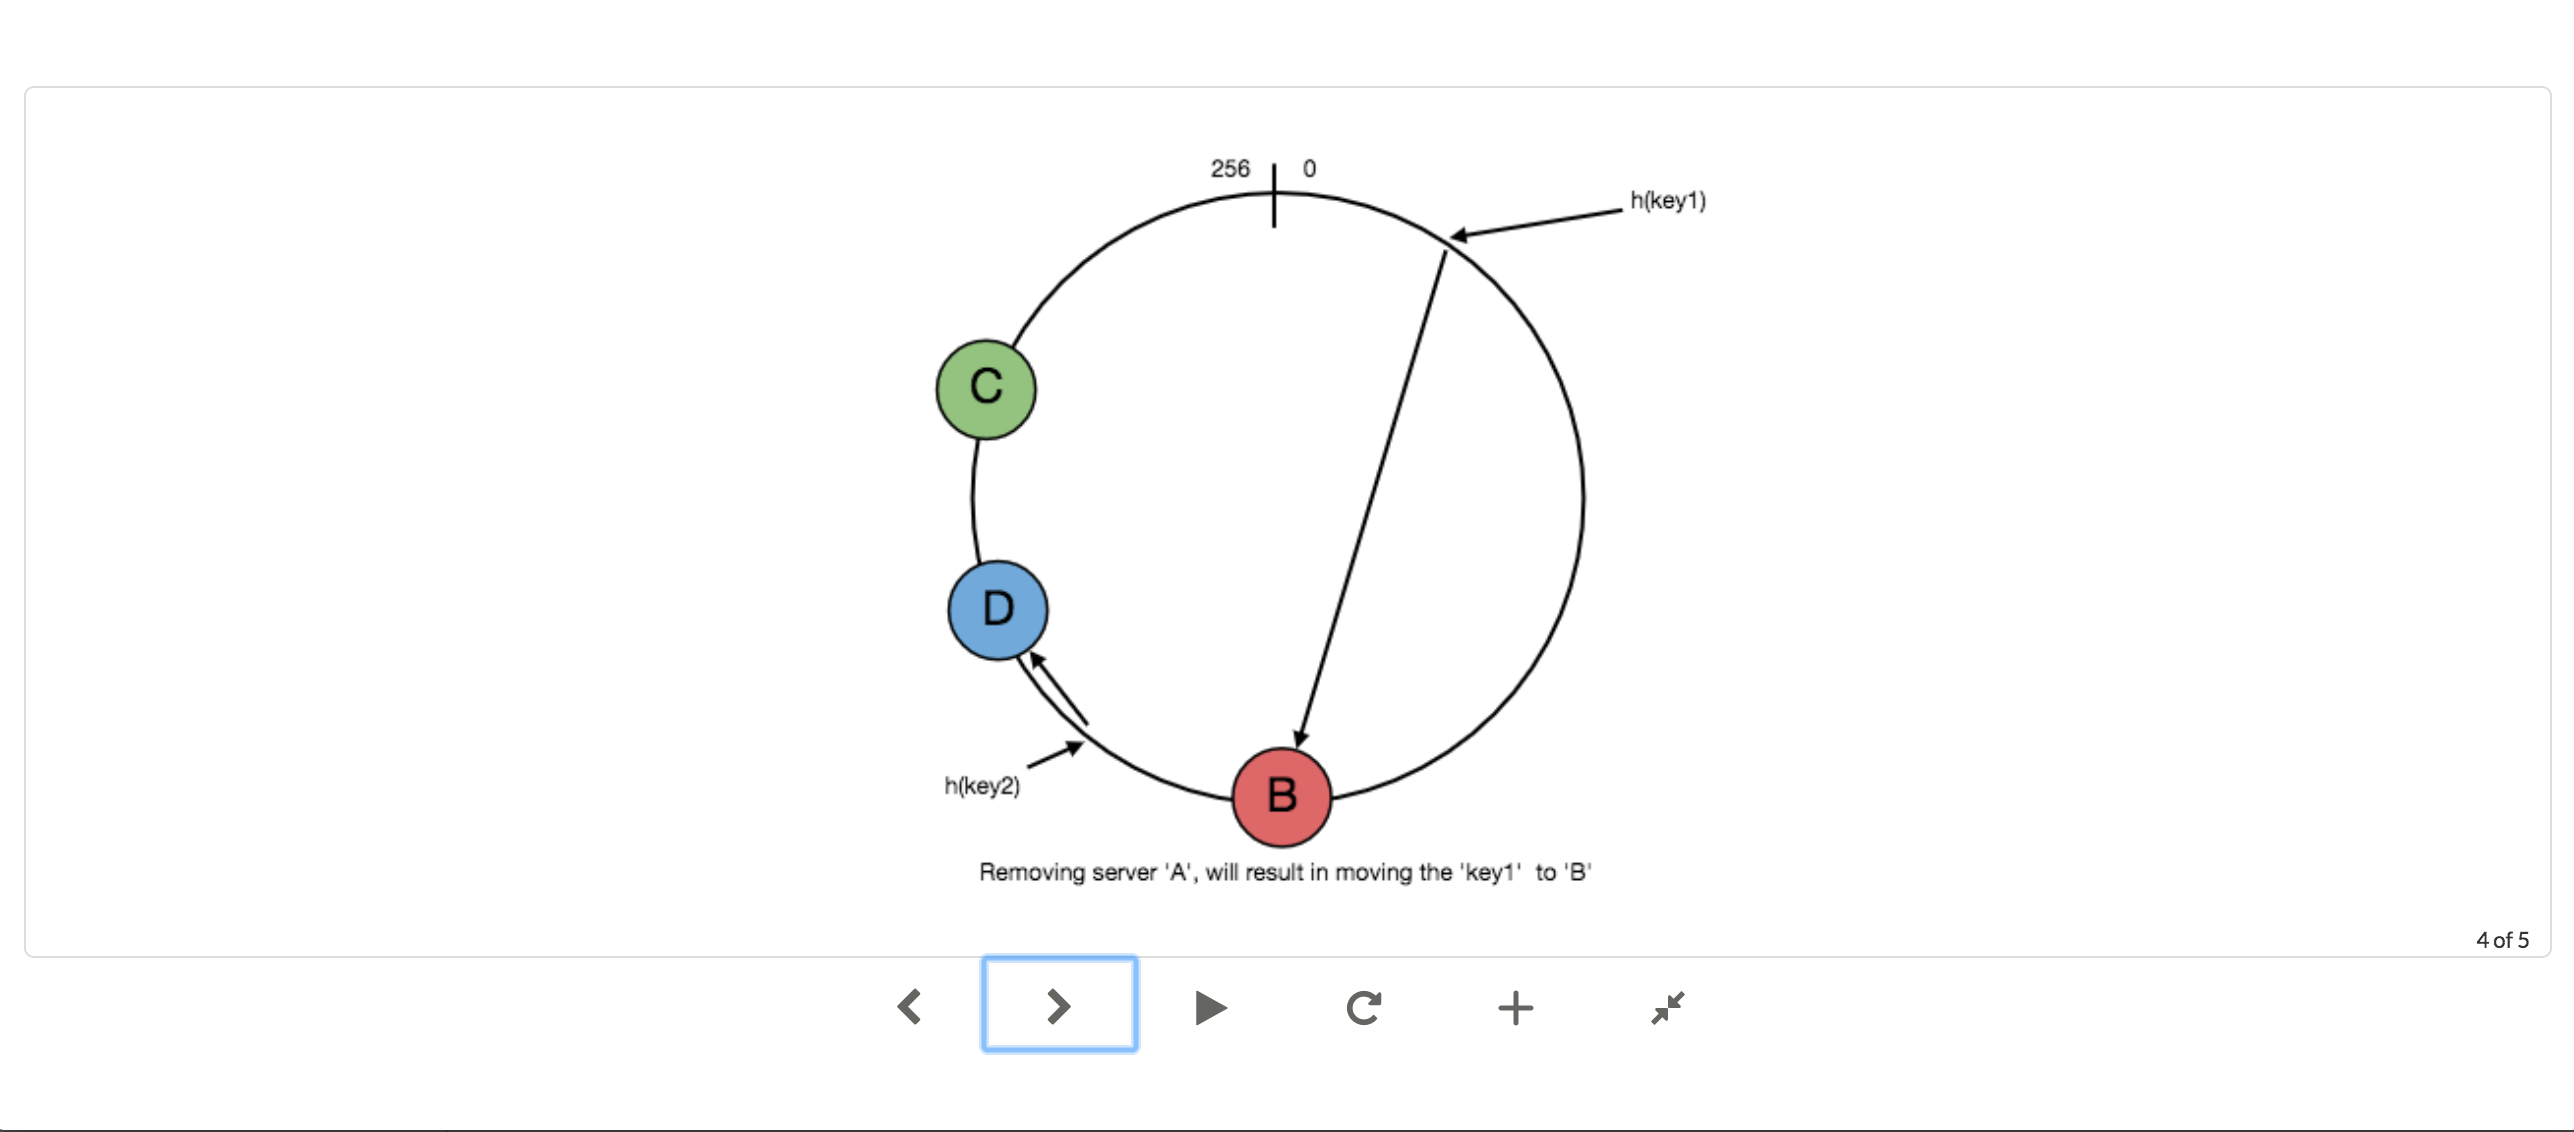 256 0
h(key1)
C
D
h(key2)
B
Removing server 'A', will result in moving the 'key1' to 'B'
4 of 5